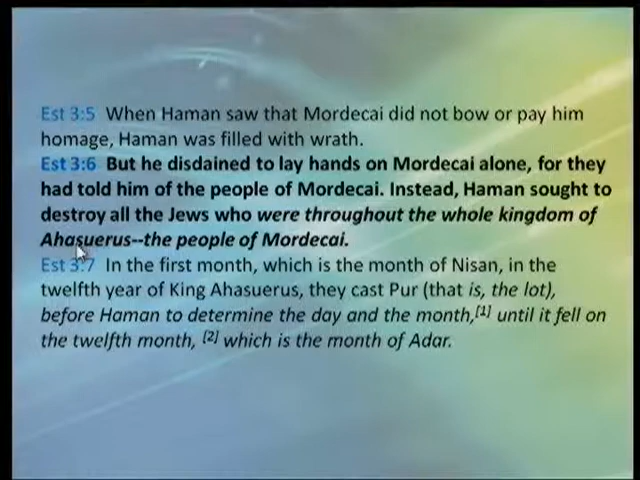 Est 3:5 When Haman saw that Mordecai did not bow or pay him
homage, Haman was filled with wrath.
Est 3:6 But he disdained to lay hands on Mordecai alone, for they
had told him of the people of Mordecai. Instead, Haman sought to
destroy all the Jews who were throughout the whole kingdom of
Ahasuerus--the people of Mordecai.
Est 3:7 In the first month, which is the month of Nisan, in the
twelfth year of King Ahasuerus, they cast Pur (that is, the lot),
before Haman to determine the day and the month,[1] until it fell on
the twelfth month, [2] which is the month of Adar.